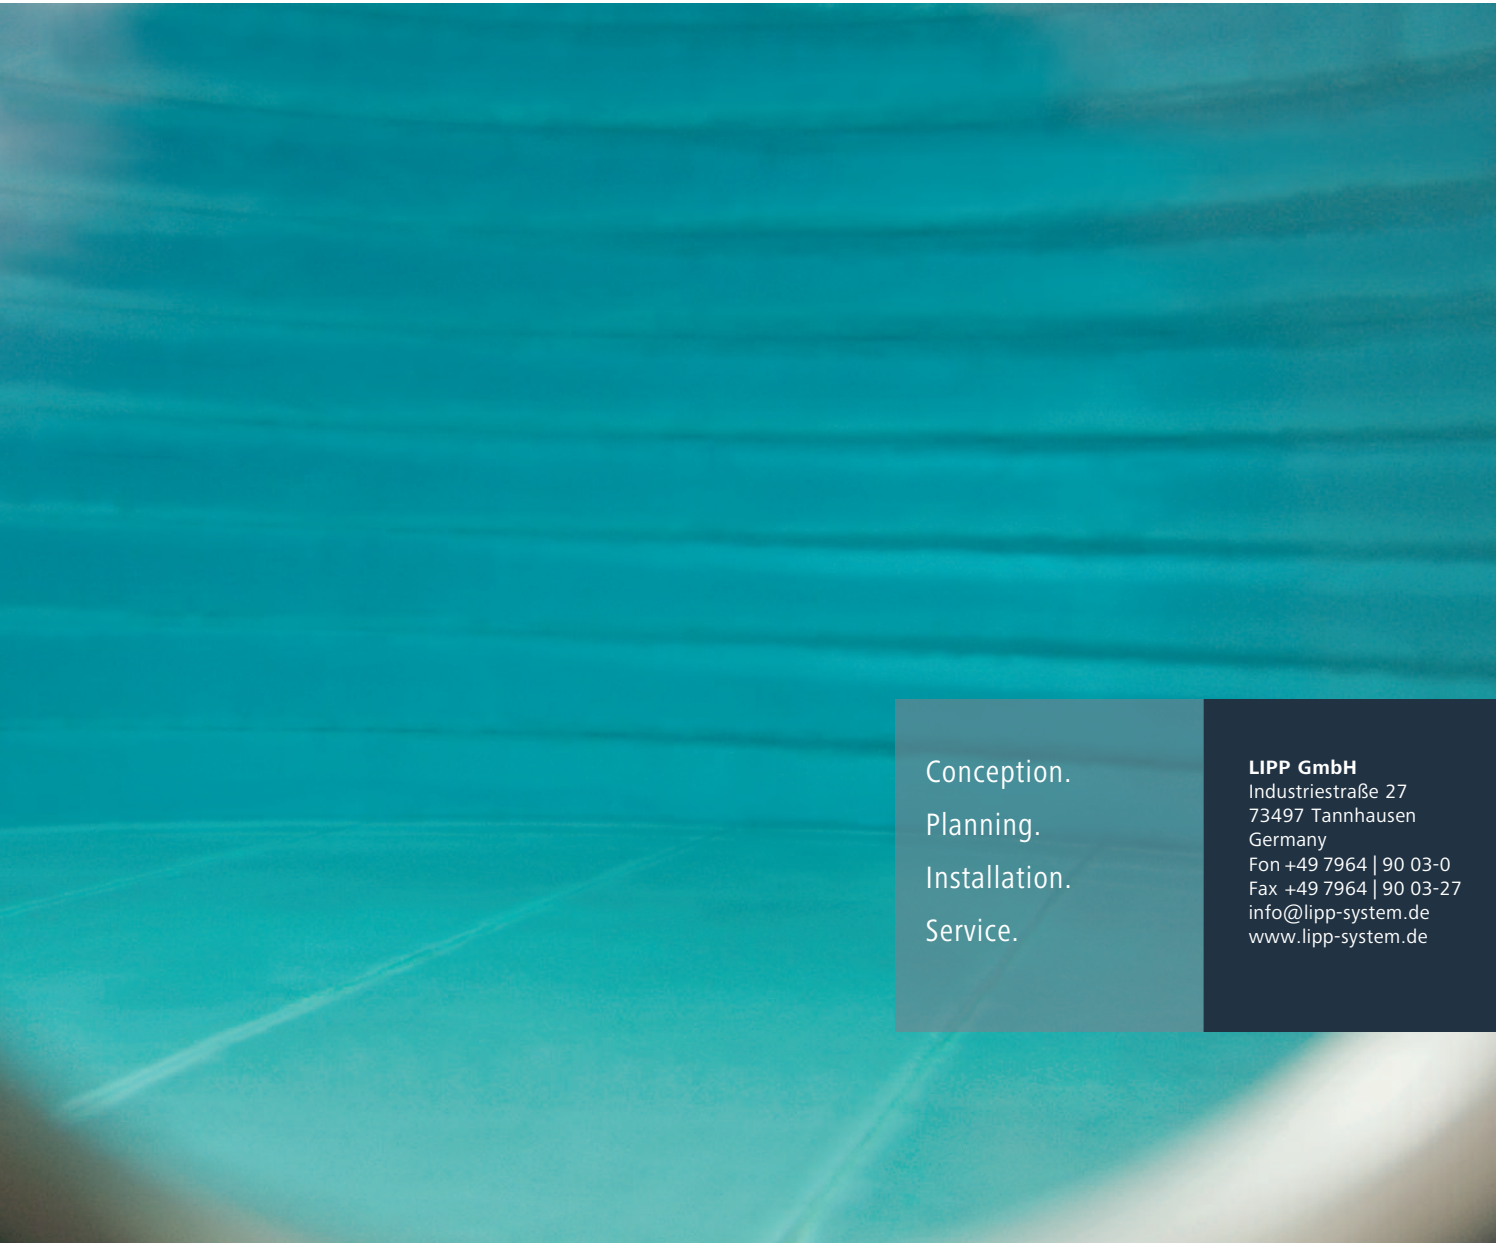 Conception.
Planning.
Installation.
Service.
LIPP GmbH
Industriestraße 27
73497 Tannhausen
Germany
Fon +49 7964 | 90 03-0
Fax +49 7964 | 90 03-27
info@lipp-system.de
www.lipp-system.de